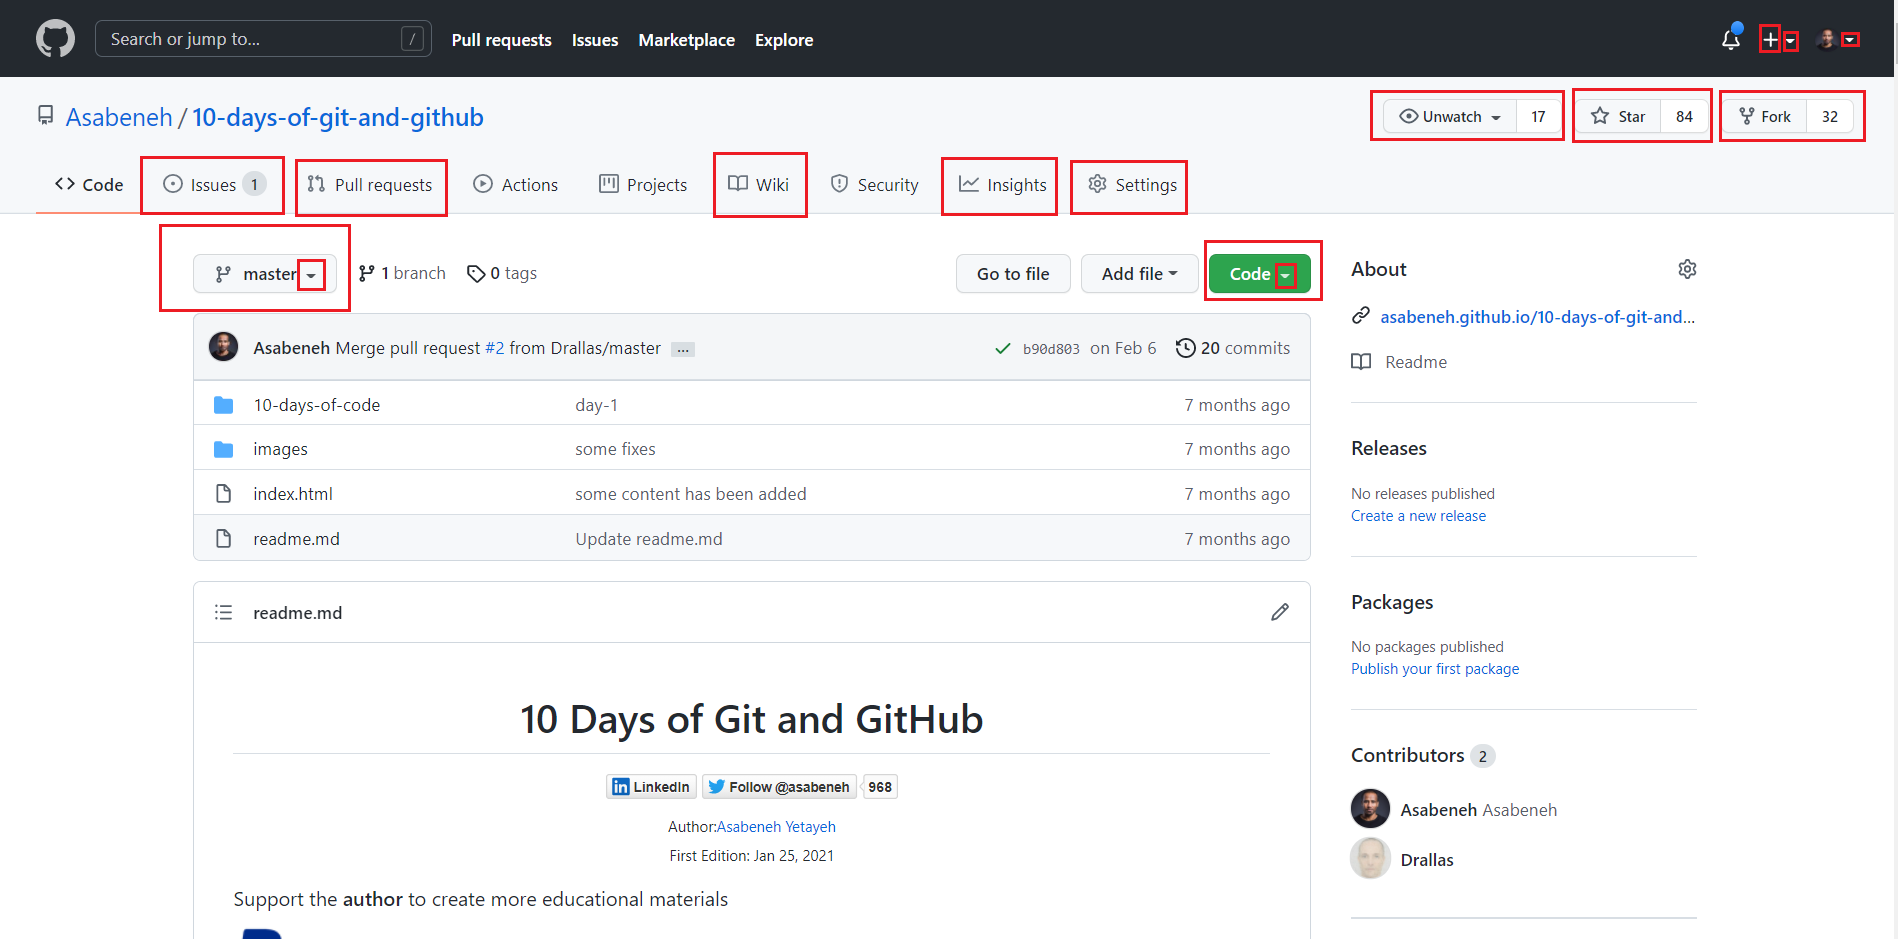 Search or jump to... / Pull requests Issues Marketplace Explore
Asabeneh / 10-days-of-git-and-github Unwatch 17 Star 84 Fork 32
Code Issues 1 Pull requests Actions Projects Wiki Security Insights Settings
master 1 branch 0 tags Go to file Add file Code
Asabeneh Merge pull request #2 from Drallas/master ... b90d803 on Feb 6 20 commits
10-days-of-code day-1 7 months ago
images some fixes 7 months ago
index.html some content has been added 7 months ago
readme.md Update readme.md 7 months ago
readme.md
10 Days of Git and GitHub
in LinkedIn Follow @asabeneh 968
Author:Asabeneh Yetayeh
First Edition: Jan 25, 2021
Support the author to create more educational materials
About
asabeneh.github.io/10-days-of-git-and...
Readme
Releases
No releases published
Create a new release
Packages
No packages published
Publish your first package
Contributors 2
Asabeneh Asabeneh
Drallas